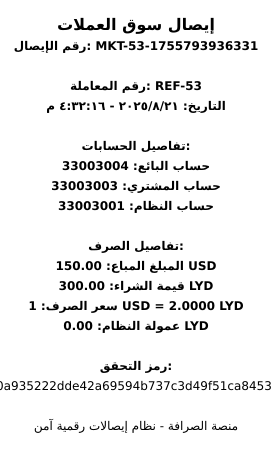 إيصال سوق العملات
رقم الإيصال: MKT-53-1755793936331
رقم المعاملة: REF-53
التاريخ: ٢٠٢٥/٨/٢١ - ٤:٣٢:١٦ م
تفاصيل الحسابات:
حساب البائع: 33003004
حساب المشتري: 33003003
حساب النظام: 33003001
تفاصيل الصرف:
المبلغ المباع: 150.00 USD
قيمة الشراء: 300.00 LYD
سعر الصرف: 1 USD = 2.0000 LYD
عمولة النظام: 0.00 LYD
رمز التحقق:
0a935222dde42a69594b737c3d49f51ca8453
منصة الصرافة - نظام إيصالات رقمية آمن